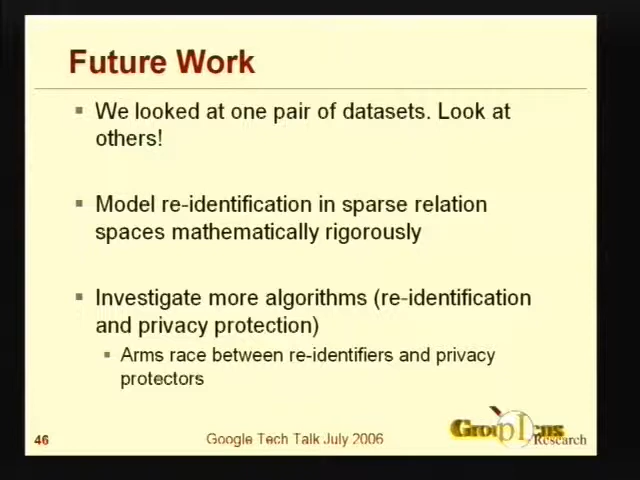 Future Work
We looked at one pair of datasets. Look at
others!
Model re-identification in sparse relation
spaces mathematically rigorously
Investigate more algorithms (re-identification
and privacy protection)
Arms race between re-identifiers and privacy
protectors
46
Google Tech Talk July 2006
GroupLens
Research